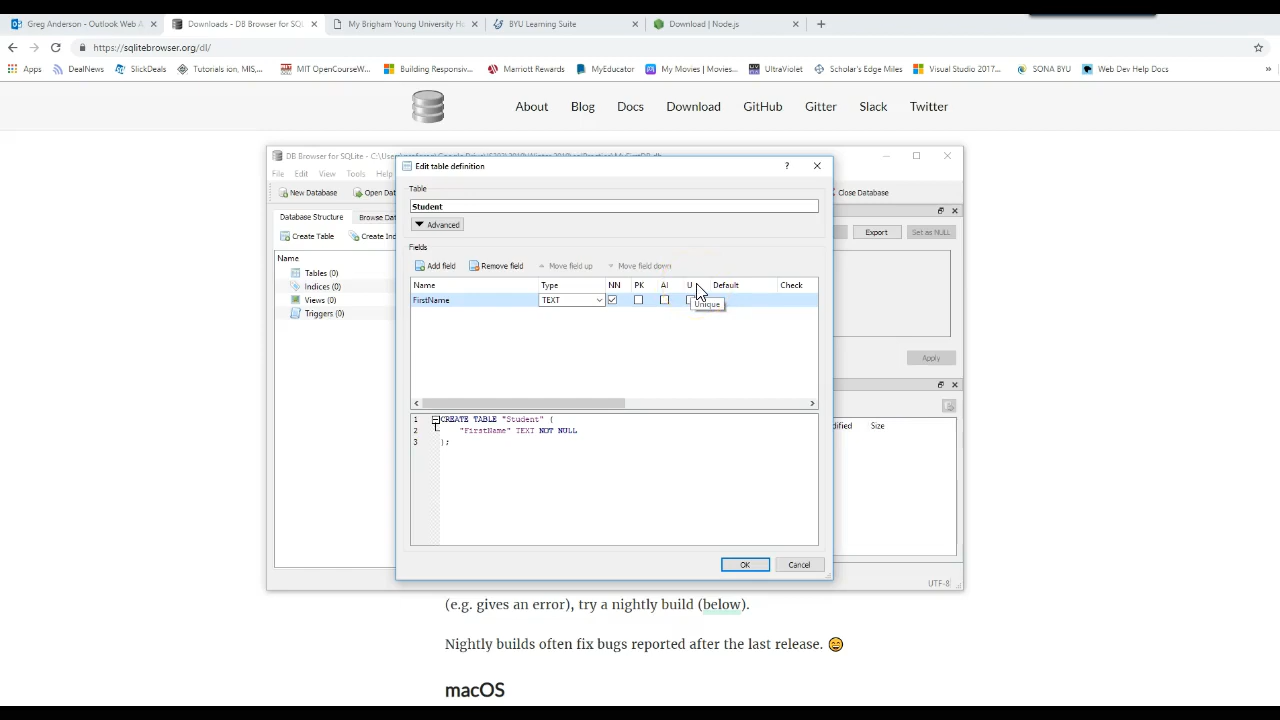 Greg Anderson - Outlook Web A
Downloads - DB Browser for SQL
My Brigham Young University Ho
BYU Learning Suite
Download | Node.js
https://sqlitebrowser.org/dl/
Apps
DealNews
SlickDeals
Tutorials ion, MIS,...
MIT OpenCourseW...
Building Responsiv...
Marriott Rewards
MyEducator
My Movies | Movies...
UltraViolet
Scholar's Edge Miles
Visual Studio 2017...
SONA BYU
Web Dev Help Docs
»
About
Blog
Docs
Download
GitHub
Gitter
Slack
Twitter
DB Browser for SQLite -
File
Edit
View
Tools
Help
New Database
Open Dat
Close Database
Database Structure
Browse Dat
Create Table
Create Ind
Export
Set as NULL
Name
Tables (0)
Indices (0)
Views (0)
Triggers (0)
Apply
dified
Size
UTF-8
Edit table definition
?
Table
Student
Advanced
Fields
Add field
Remove field
Move field up
Move field down
Name
Type
NN
PK
AI
U
Default
Check
FirstName
TEXT
Unique
1 CREATE TABLE "Student" (
2 "FirstName" TEXT NOT NULL
3 );
OK
Cancel
(e.g. gives an error), try a nightly build (below).
Nightly builds often fix bugs reported after the last release. 😄
macOS